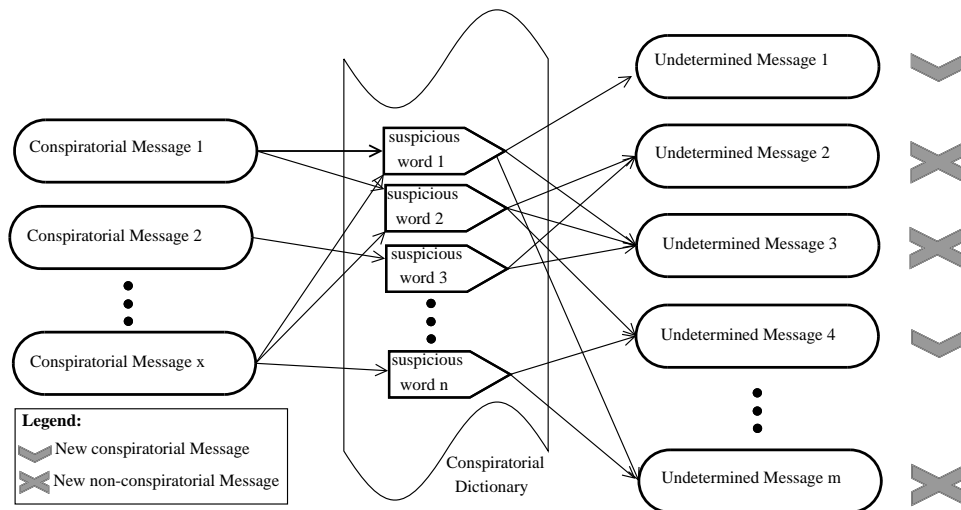 Conspiratorial Message 1
Conspiratorial Message 2
Conspiratorial Message x
suspicious
word 1
suspicious
word 2
suspicious
word 3
suspicious
word n
Conspiratorial
Dictionary
Undetermined Message 1
Undetermined Message 2
Undetermined Message 3
Undetermined Message 4
Undetermined Message m
Legend:
New conspiratorial Message
New non-conspiratorial Message